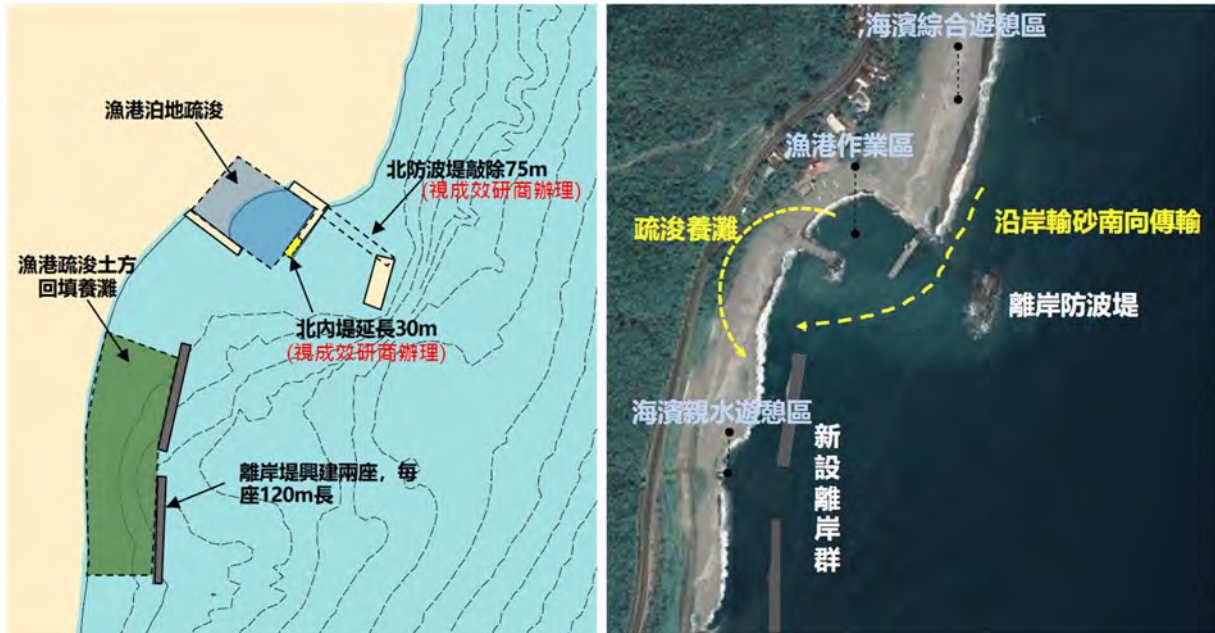 漁港泊地疏浚
北防波堤敲除75m
(視成效研商辦理)
漁港疏浚土方
回填養灘
北內堤延長30m
(視成效研商辦理)
離岸堤興建兩座，每
座120m長
海濱綜合遊憩區
漁港作業區
疏浚養灘
沿岸輸砂南向傳輸
離岸防波堤
海濱親水遊憩區
新設離岸群